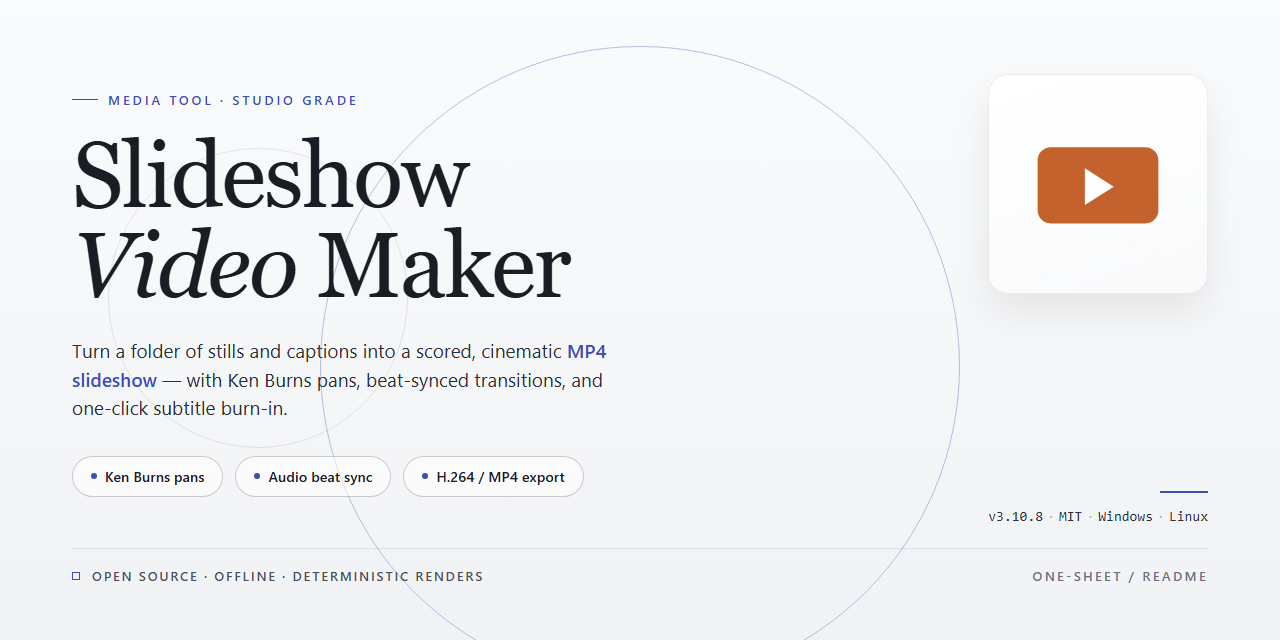 MEDIA TOOL · STUDIO GRADE
Slideshow
Video Maker
Turn a folder of stills and captions into a scored, cinematic MP4
slideshow — with Ken Burns pans, beat-synced transitions, and
one-click subtitle burn-in.
Ken Burns pans
Audio beat sync
H.264 / MP4 export
v3.10.8 · MIT · Windows · Linux
OPEN SOURCE · OFFLINE · DETERMINISTIC RENDERS
ONE-SHEET / README